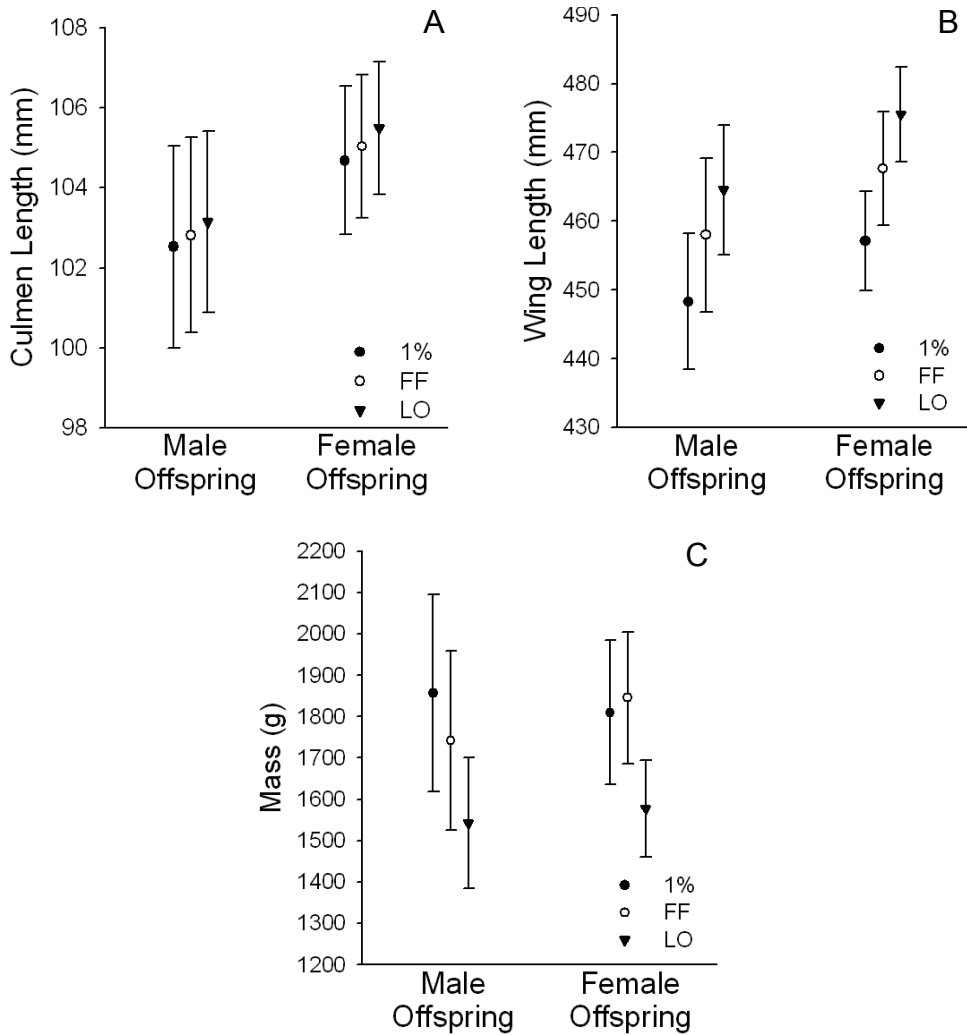 A
Culmen Length (mm)
108
106
104
102
100
98
1%
FF
LO
Male
Offspring
Female
Offspring
B
Wing Length (mm)
490
480
470
460
450
440
430
1%
FF
LO
Male
Offspring
Female
Offspring
C
Mass (g)
2200
2100
2000
1900
1800
1700
1600
1500
1400
1300
1200
1%
FF
LO
Male
Offspring
Female
Offspring